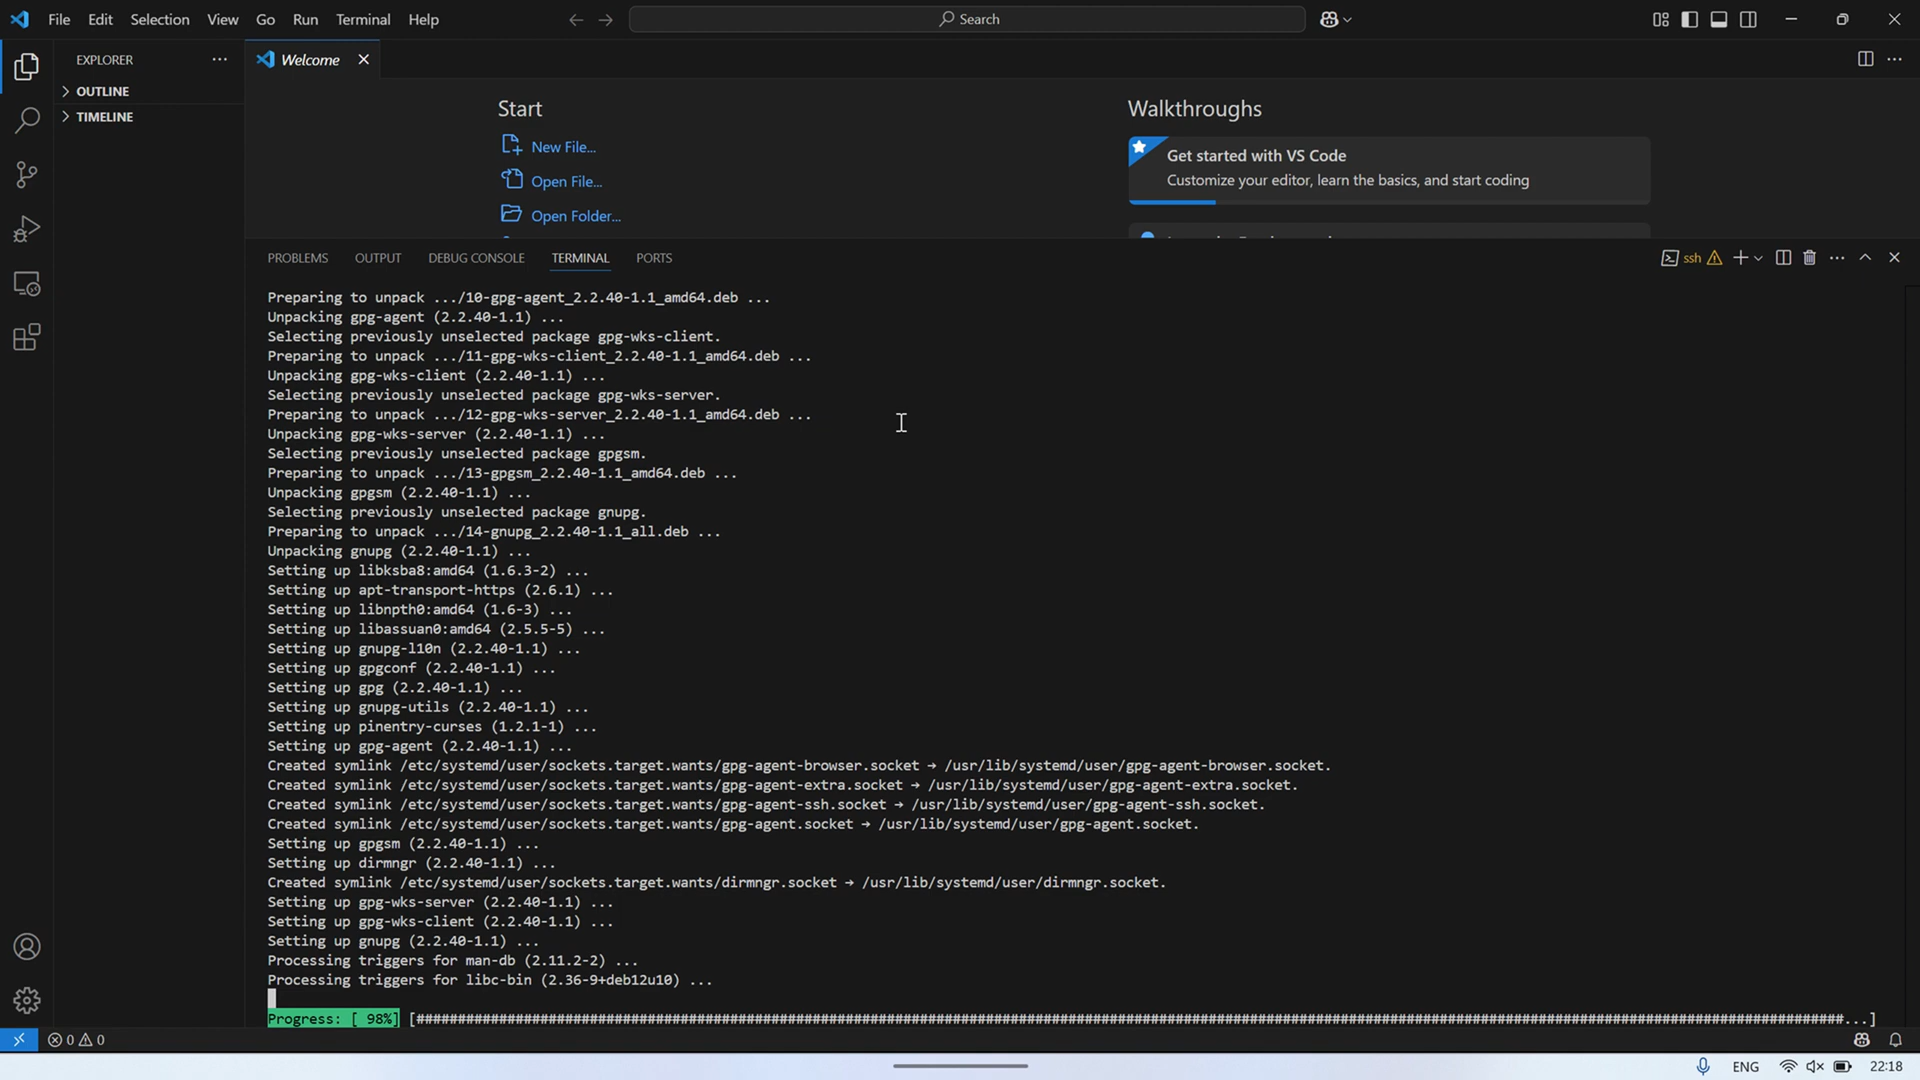 File Edit Selection View Go Run Terminal Help
Search
EXPLORER
OUTLINE
TIMELINE
Welcome
Start
New File...
Open File...
Open Folder...
Walkthroughs
Get started with VS Code
Customize your editor, learn the basics, and start coding
PROBLEMS OUTPUT DEBUG CONSOLE TERMINAL PORTS
ssh
Preparing to unpack .../10-gpg-agent_2.2.40-1.1_amd64.deb ...
Unpacking gpg-agent (2.2.40-1.1) ...
Selecting previously unselected package gpg-wks-client.
Preparing to unpack .../11-gpg-wks-client_2.2.40-1.1_amd64.deb ...
Unpacking gpg-wks-client (2.2.40-1.1) ...
Selecting previously unselected package gpg-wks-server.
Preparing to unpack .../12-gpg-wks-server_2.2.40-1.1_amd64.deb ...
Unpacking gpg-wks-server (2.2.40-1.1) ...
Selecting previously unselected package gpgsm.
Preparing to unpack .../13-gpgsm_2.2.40-1.1_amd64.deb ...
Unpacking gpgsm (2.2.40-1.1) ...
Selecting previously unselected package gnupg.
Preparing to unpack .../14-gnupg_2.2.40-1.1_all.deb ...
Unpacking gnupg (2.2.40-1.1) ...
Setting up libksba8:amd64 (1.6.3-2) ...
Setting up apt-transport-https (2.6.1) ...
Setting up libnpth0:amd64 (1.6-3) ...
Setting up libassuan0:amd64 (2.5.5-5) ...
Setting up gnupg-l10n (2.2.40-1.1) ...
Setting up gpgconf (2.2.40-1.1) ...
Setting up gpg (2.2.40-1.1) ...
Setting up gnupg-utils (2.2.40-1.1) ...
Setting up pinentry-curses (1.2.1-1) ...
Setting up gpg-agent (2.2.40-1.1) ...
Created symlink /etc/systemd/user/sockets.target.wants/gpg-agent-browser.socket → /usr/lib/systemd/user/gpg-agent-browser.socket.
Created symlink /etc/systemd/user/sockets.target.wants/gpg-agent-extra.socket → /usr/lib/systemd/user/gpg-agent-extra.socket.
Created symlink /etc/systemd/user/sockets.target.wants/gpg-agent-ssh.socket → /usr/lib/systemd/user/gpg-agent-ssh.socket.
Created symlink /etc/systemd/user/sockets.target.wants/gpg-agent.socket → /usr/lib/systemd/user/gpg-agent.socket.
Setting up gpgsm (2.2.40-1.1) ...
Setting up dirmngr (2.2.40-1.1) ...
Created symlink /etc/systemd/user/sockets.target.wants/dirmngr.socket → /usr/lib/systemd/user/dirmngr.socket.
Setting up gpg-wks-server (2.2.40-1.1) ...
Setting up gpg-wks-client (2.2.40-1.1) ...
Setting up gnupg (2.2.40-1.1) ...
Processing triggers for man-db (2.11.2-2) ...
Processing triggers for libc-bin (2.36-9+deb12u10) ...
Progress: [ 98%] [##############################################################################################################################################################################...]
0 0
ENG 22:18